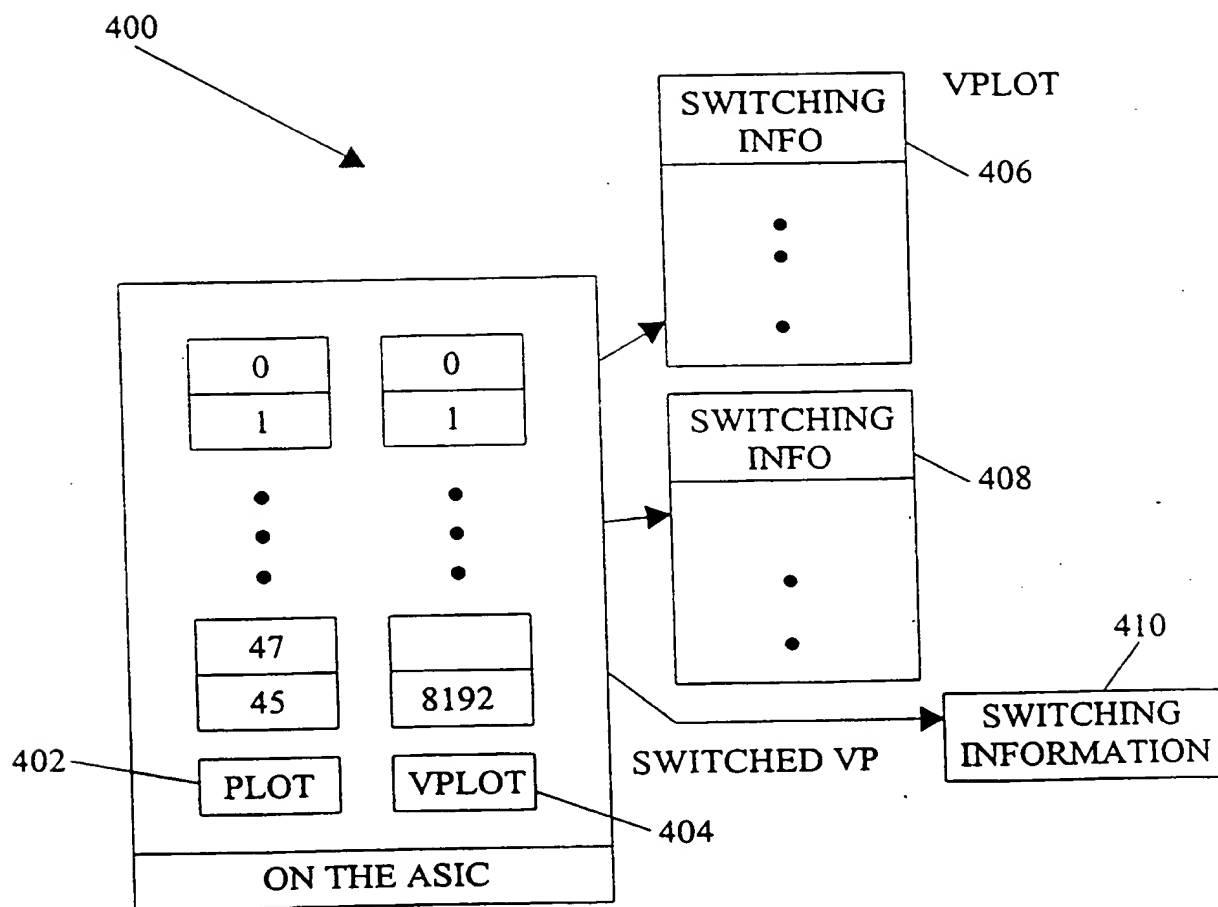 400
SWITCHING
INFO
VPLOT
406
0
1
47
45
PLOT
402
0
1
8192
VPLOT
404
ON THE ASIC
SWITCHING
INFO
408
SWITCHED VP
410
SWITCHING
INFORMATION